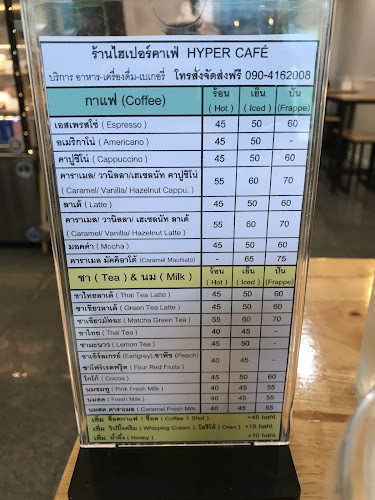 ร้านไฮเปอร์คาเฟ่ HYPER CAFÉ
บริการ อาหาร-เครื่องดื่ม-เบเกอรี่ โทรสั่งจัดส่งฟรี 090-4162008
กาแฟ (Coffee) ร้อน เย็น ปั่น
( Hot ) ( Iced ) (Frappe)
เอสเพรสโซ่ ( Espresso ) 45 50 60
อเมริกาโน่ ( Americano ) 45 50 -
คาปูชิโน่ ( Cappuccino ) 45 50 60
คาราเมล/ วานิลลา/ เฮเซลนัท คาปูชิโน่
(Caramel/ Vanilla/ Hazelnut Cappu. ) 55 60 70
ลาเต้ ( Latte ) 45 50 60
คาราเมล/ วานิลลา/ เฮเซลนัท ลาเต้
(Caramel/ Vanilla/ Hazelnut Latte ) 55 60 70
มอคค่า ( Mocha ) 45 50 60
คาราเมล มัคคิอาโต้ (Caramel Machiato) - 65 75
ชา ( Tea ) & นม ( Milk ) ร้อน เย็น ปั่น
( Hot ) ( Iced ) (Frappe)
ชาไทยลาเต้ ( Thai Tea Latte ) 45 50 60
ชาเขียวลาเต้ ( Green Tea Latte ) 45 50 60
ชาเขียวมัทฉะ ( Matcha Green Tea ) 55 60 70
ชาไทย ( Thai Tea ) 40 45 -
ชามะนาว ( Lemon Tea ) 45 50 -
ชาเอิร์ลเกรย์ (Earlgrey),ชาพีช (Peach)
ชาโฟร์เรดฟรุ๊ต ( Four Red Fruits ) 40 45 -
โกโก้ ( Cocoa ) 45 50 60
นมชมพู ( Pink Fresh Milk ) 40 45 55
นมสด ( Fresh Milk ) 40 45 55
นมสด คาราเมล ( Caramel Fresh Milk 40 45 55
เพิ่ม ช็อตกาแฟ 1 ช็อต ( Coffee 1 Shot ) +45 baht.
เพิ่ม วิปปิ้งครีม ( Whipping Cream ), โอริโอ้ ( Oreo ) +15 baht.
เพิ่ม น้ำผึ้ง ( Honey ) +10 baht.